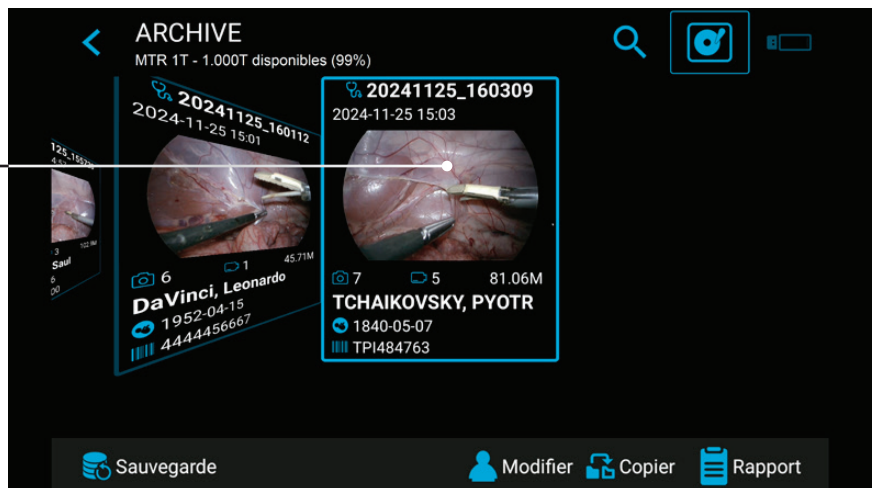 ARCHIVE
MTR 1T - 1.000T disponibles (99%)
20241125_160309
2024-11-25 15:03
7
5
81.06M
TCHAIKOVSKY, PYOTR
1840-05-07
TPI484763
20241125_160112
2024-11-25 15:01
6
1
45.71M
DaVinci, Leonardo
1952-04-15
4444456667
3
Saul
Sauvegarde
Modifier
Copier
Rapport